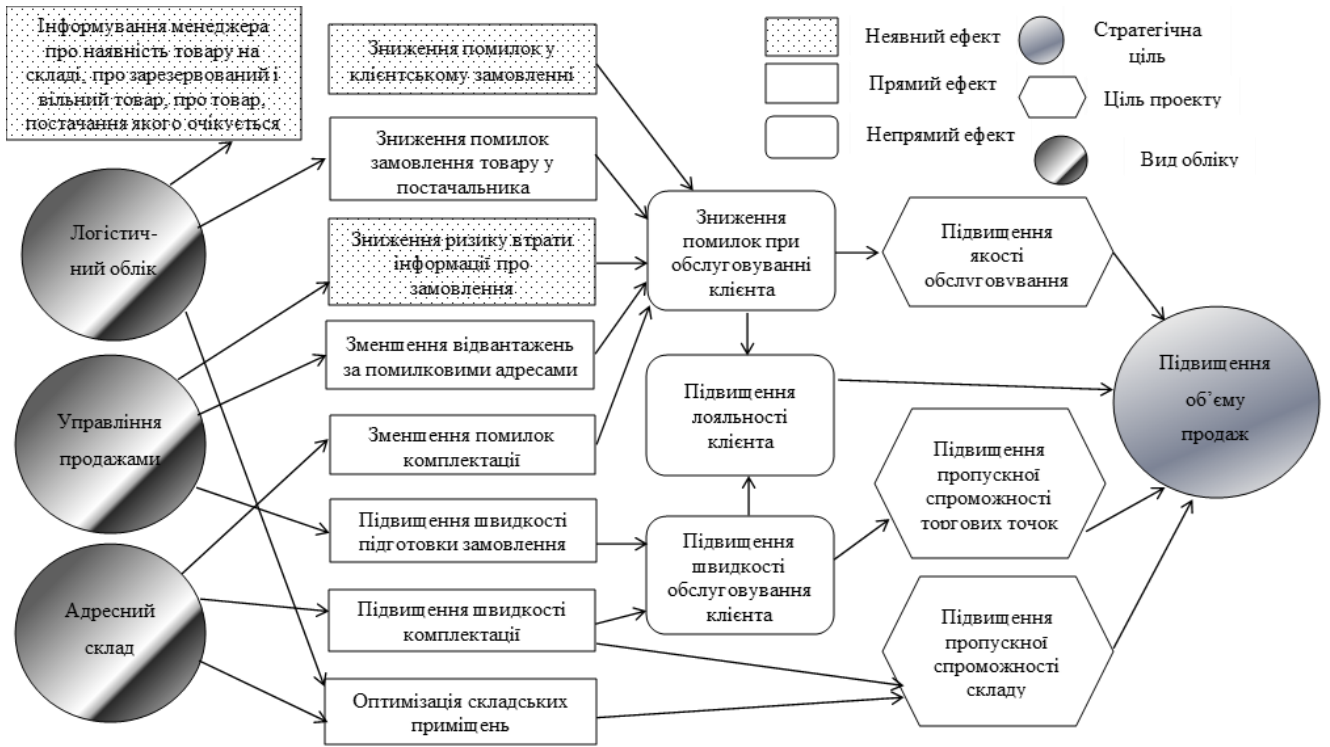 Інформування менеджера
про наявність товару на
складі, про зарезервований і
вільний товар, про товар,
постачання якого очікується
Зниження помилок у
клієнтському замовленні
Зниження помилок
замовлення товару у
постачальника
Зниження ризику втрати
інформації про
замовлення
Зменшення відвантажень
за помилковими адресами
Зменшення помилок
комплектації
Підвищення швидкості
підготовки замовлення
Підвищення швидкості
комплектації
Оптимізація складських
приміщень
Логістич-
ний облік
Управління
продажами
Адресний
склад
Зниження
помилок при
обслуговуванні
клієнта
Підвищення
лояльності
клієнта
Підвищення
швидкості
обслуговування
клієнта
Підвищення
якості
обслуговування
Підвищення
пропускної
спроможності
торгових точок
Підвищення
пропускної
спроможності
складу
Підвищення
об’єму
продаж
Неявний ефект
Прямий ефект
Непрямий ефект
Стратегічна
ціль
Ціль проекту
Вид обліку